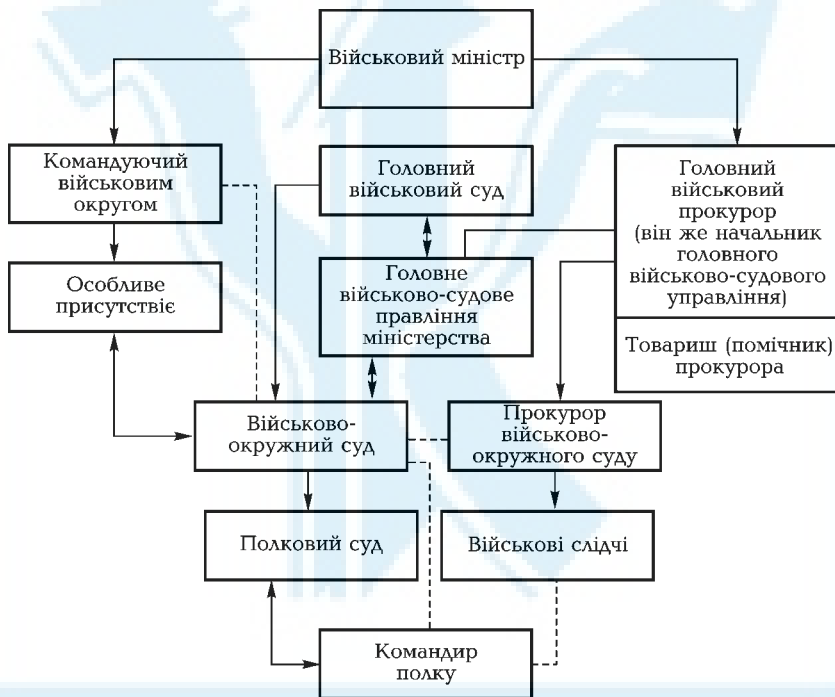 Військовий міністр
Командуючий
військовим
округом
Головний
військовий суд
Головний
військовий
прокурор
(він же начальник
головного
військово-судового
управління)
Особливе
присутствіє
Головне
військово-судове
правління
міністерства
Товариш (помічник)
прокурора
Військово-
окружний суд
Прокурор
військово-
окружного суду
Полковий суд
Військові слідчі
Командир
полку